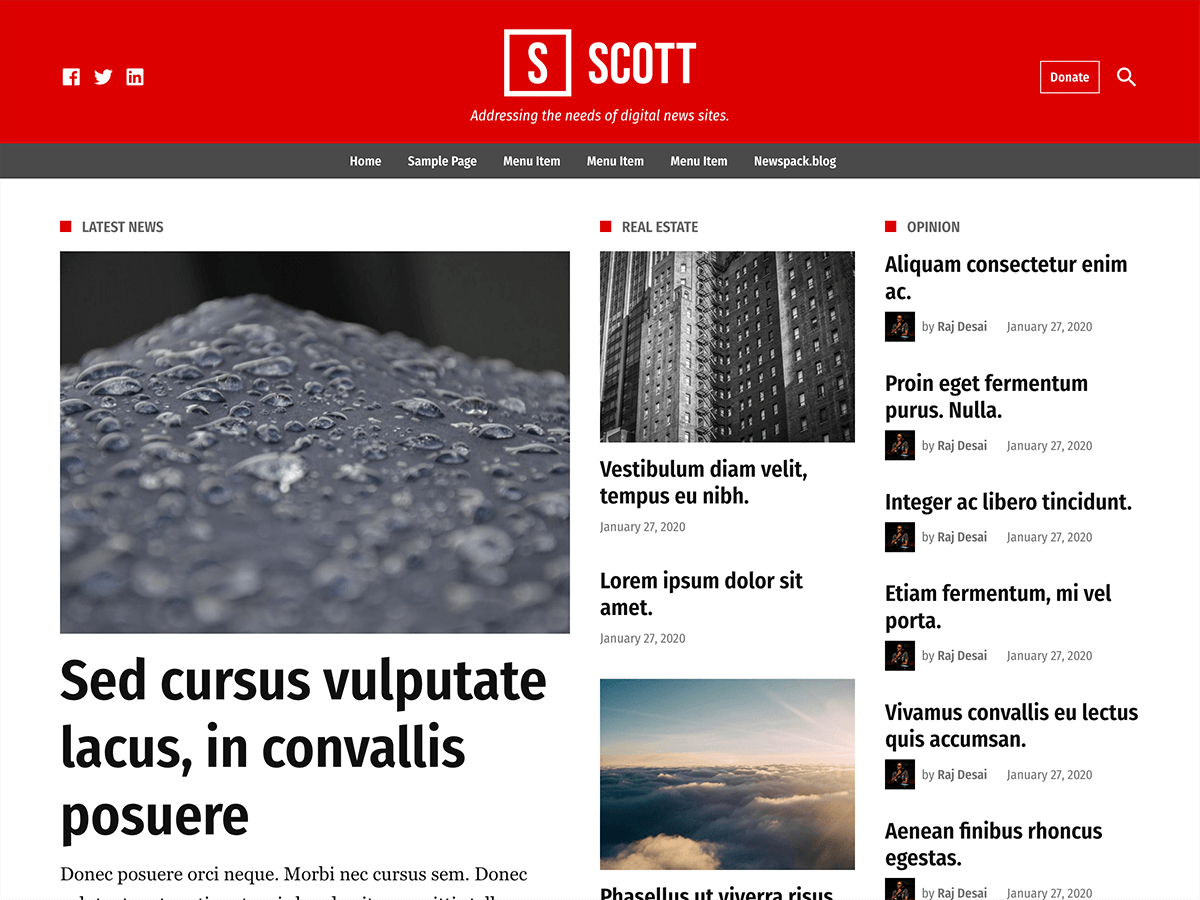 S SCOTT
Addressing the needs of digital news sites.
Donate
Home Sample Page Menu Item Menu Item Menu Item Newspack.blog
LATEST NEWS
Sed cursus vulputate
lacus, in convallis
posuere
Donec posuere orci neque. Morbi nec cursus sem. Donec
REAL ESTATE
Vestibulum diam velit,
tempus eu nibh.
January 27, 2020
Lorem ipsum dolor sit
amet.
January 27, 2020
Phasellus ut viverra risus
OPINION
Aliquam consectetur enim
ac.
by Raj Desai January 27, 2020
Proin eget fermentum
purus. Nulla.
by Raj Desai January 27, 2020
Integer ac libero tincidunt.
by Raj Desai January 27, 2020
Etiam fermentum, mi vel
porta.
by Raj Desai January 27, 2020
Vivamus convallis eu lectus
quis accumsan.
by Raj Desai January 27, 2020
Aenean finibus rhoncus
egestas.
by Raj Desai January 27, 2020